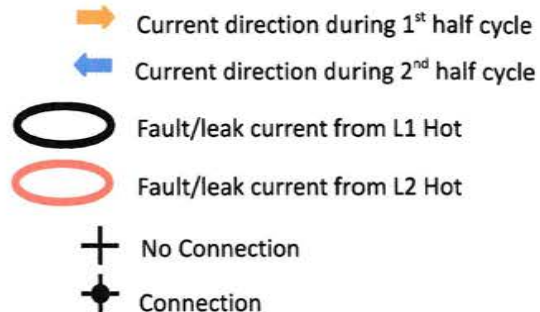 Current direction during 1st half cycle
Current direction during 2nd half cycle
Fault/leak current from L1 Hot
Fault/leak current from L2 Hot
No Connection
Connection